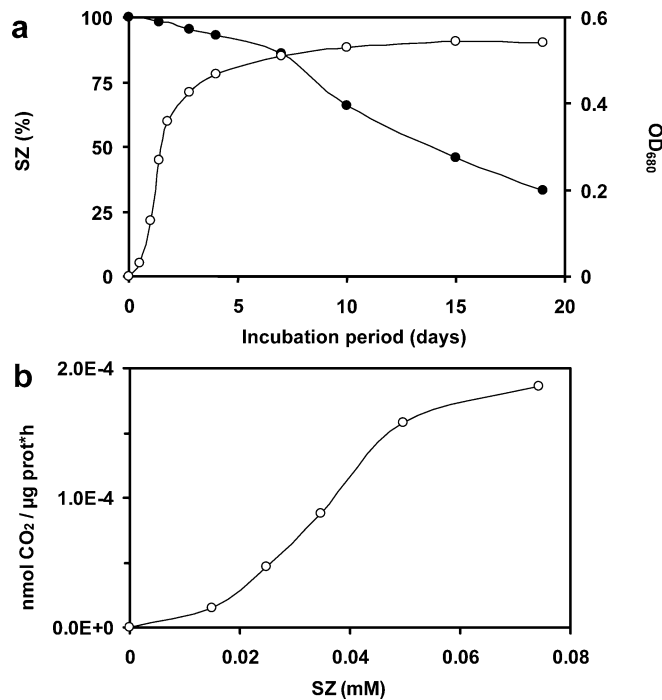 a
100
75
50
25
0
SZ (%)
0.6
0.4
0.2
0
OD₆₈₀
0 5 10 15 20
Incubation period (days)
b
2.0E-4
1.0E-4
0.0E+0
nmol CO₂ / µg prot*h
0 0.02 0.04 0.06 0.08
SZ (mM)